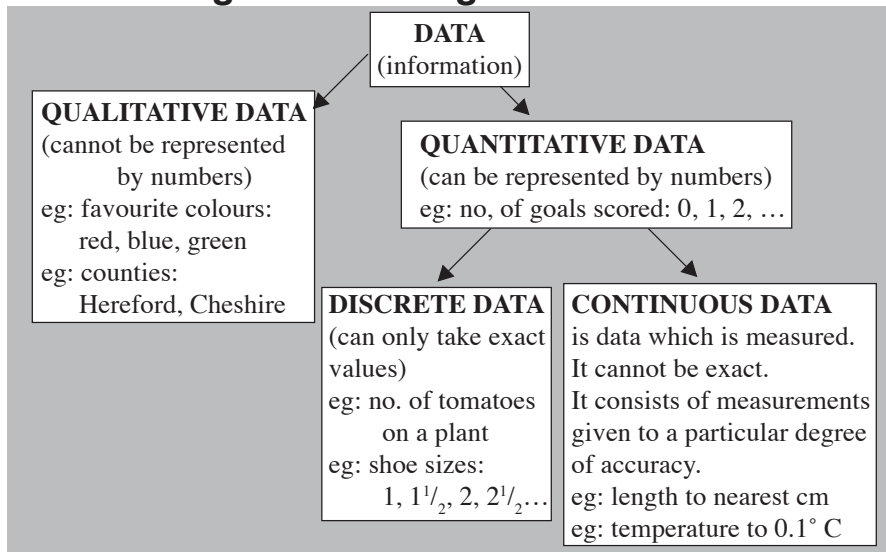 DATA
(information)
QUALITATIVE DATA
(cannot be represented
by numbers)
eg: favourite colours:
red, blue, green
eg: counties:
Hereford, Cheshire
QUANTITATIVE DATA
(can be represented by numbers)
eg: no, of goals scored: 0, 1, 2, …
DISCRETE DATA
(can only take exact
values)
eg: no. of tomatoes
on a plant
eg: shoe sizes:
1, 1¹/₂, 2, 2¹/₂…
CONTINUOUS DATA
is data which is measured.
It cannot be exact.
It consists of measurements
given to a particular degree
of accuracy.
eg: length to nearest cm
eg: temperature to 0.1° C